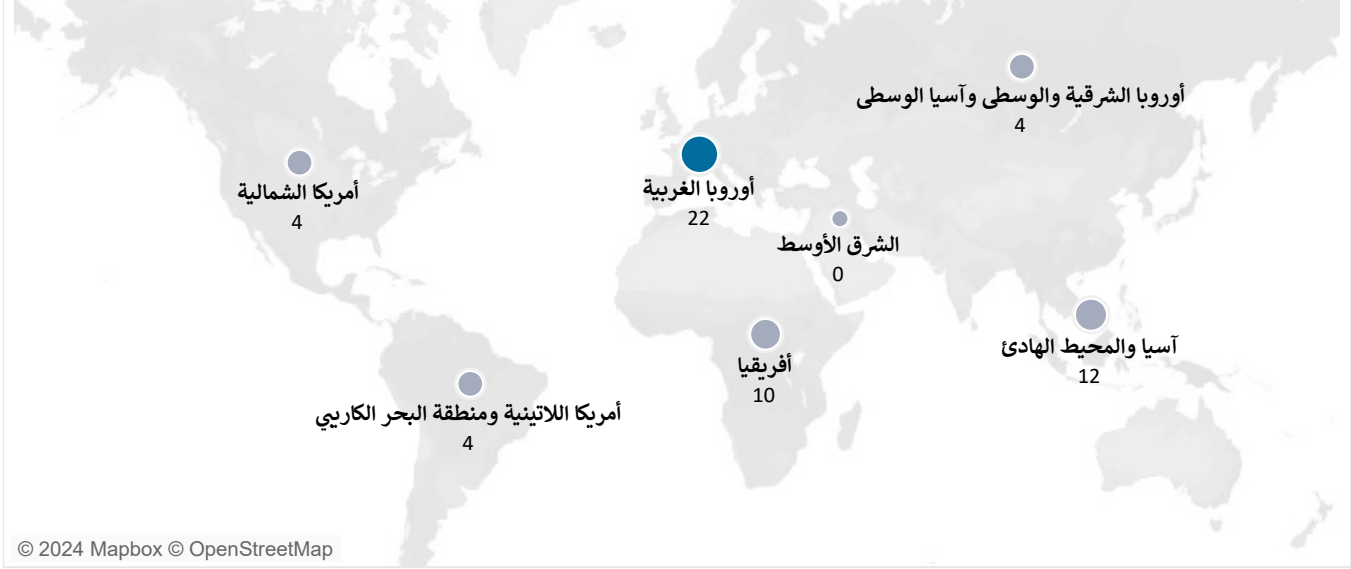 أوروبا الشرقية والوسطى وآسيا الوسطى
4
أمريكا الشمالية
4
أوروبا الغربية
22
الشرق الأوسط
0
آسيا والمحيط الهادئ
12
أفريقيا
10
أمريكا اللاتينية ومنطقة البحر الكاريبي
4
© 2024 Mapbox © OpenStreetMap